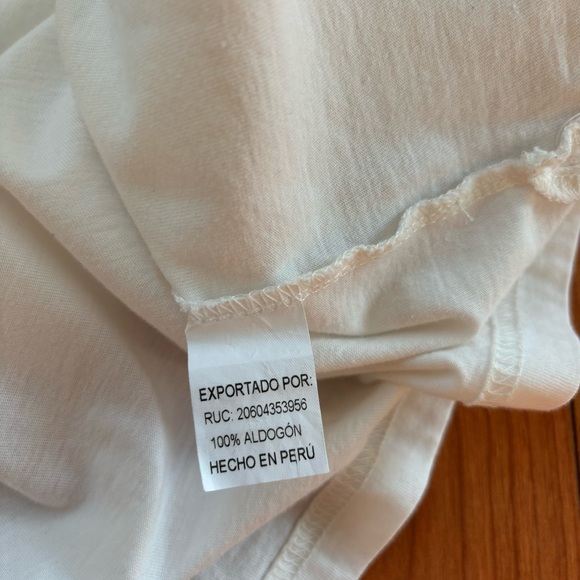 EXPORTADO POR:
RUC: 20604353956
100% ALDOGÓN
HECHO EN PERÚ